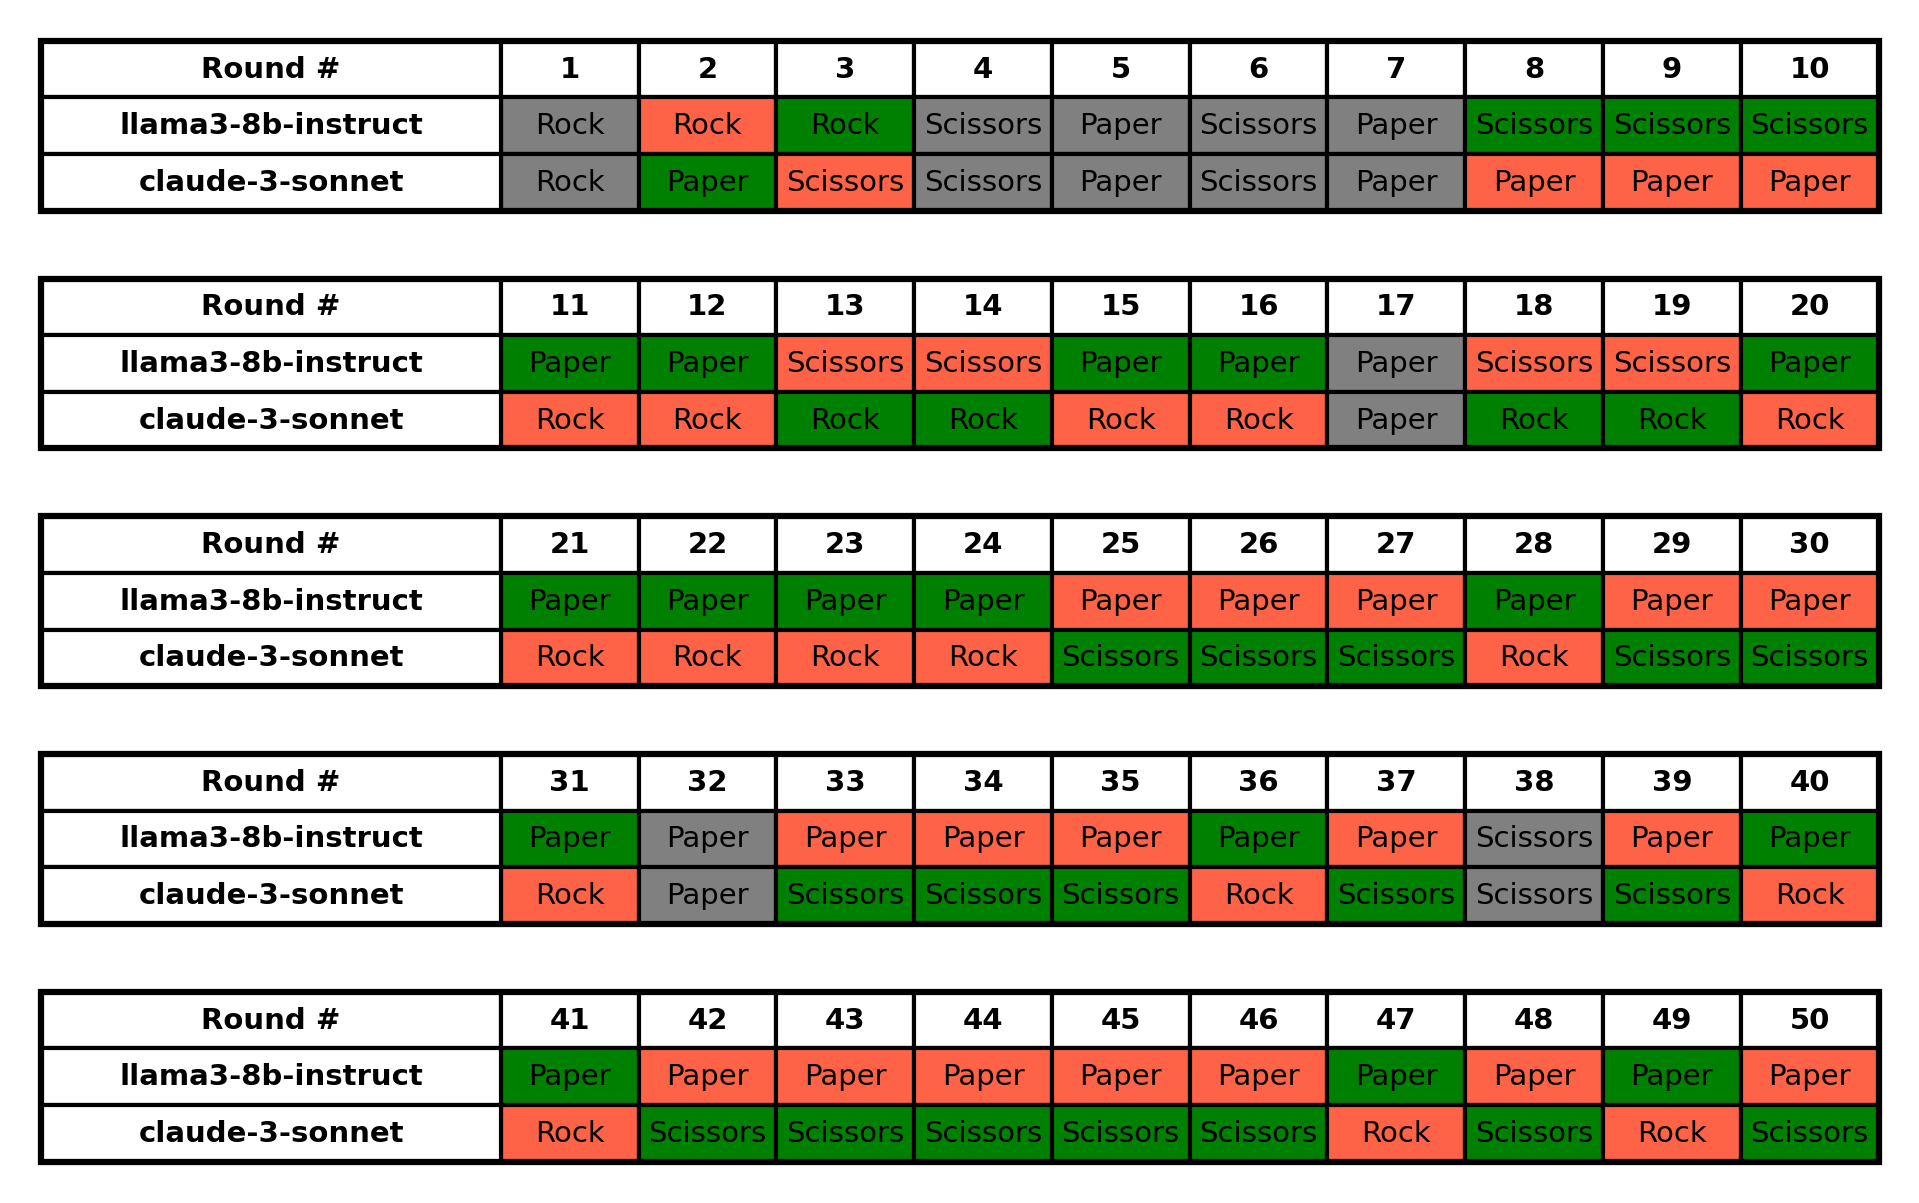 Round # 1 2 3 4 5 6 7 8 9 10
llama3-8b-instruct Rock Rock Rock Scissors Paper Scissors Paper Scissors Scissors Scissors
claude-3-sonnet Rock Paper Scissors Scissors Paper Scissors Paper Paper Paper Paper
Round # 11 12 13 14 15 16 17 18 19 20
llama3-8b-instruct Paper Paper Scissors Scissors Paper Paper Paper Scissors Scissors Paper
claude-3-sonnet Rock Rock Rock Rock Rock Rock Paper Rock Rock Rock
Round # 21 22 23 24 25 26 27 28 29 30
llama3-8b-instruct Paper Paper Paper Paper Paper Paper Paper Paper Paper Paper
claude-3-sonnet Rock Rock Rock Rock Scissors Scissors Scissors Rock Scissors Scissors
Round # 31 32 33 34 35 36 37 38 39 40
llama3-8b-instruct Paper Paper Paper Paper Paper Paper Paper Scissors Paper Paper
claude-3-sonnet Rock Paper Scissors Scissors Scissors Rock Scissors Scissors Scissors Rock
Round # 41 42 43 44 45 46 47 48 49 50
llama3-8b-instruct Paper Paper Paper Paper Paper Paper Paper Paper Paper Paper
claude-3-sonnet Rock Scissors Scissors Scissors Scissors Scissors Rock Scissors Rock Scissors